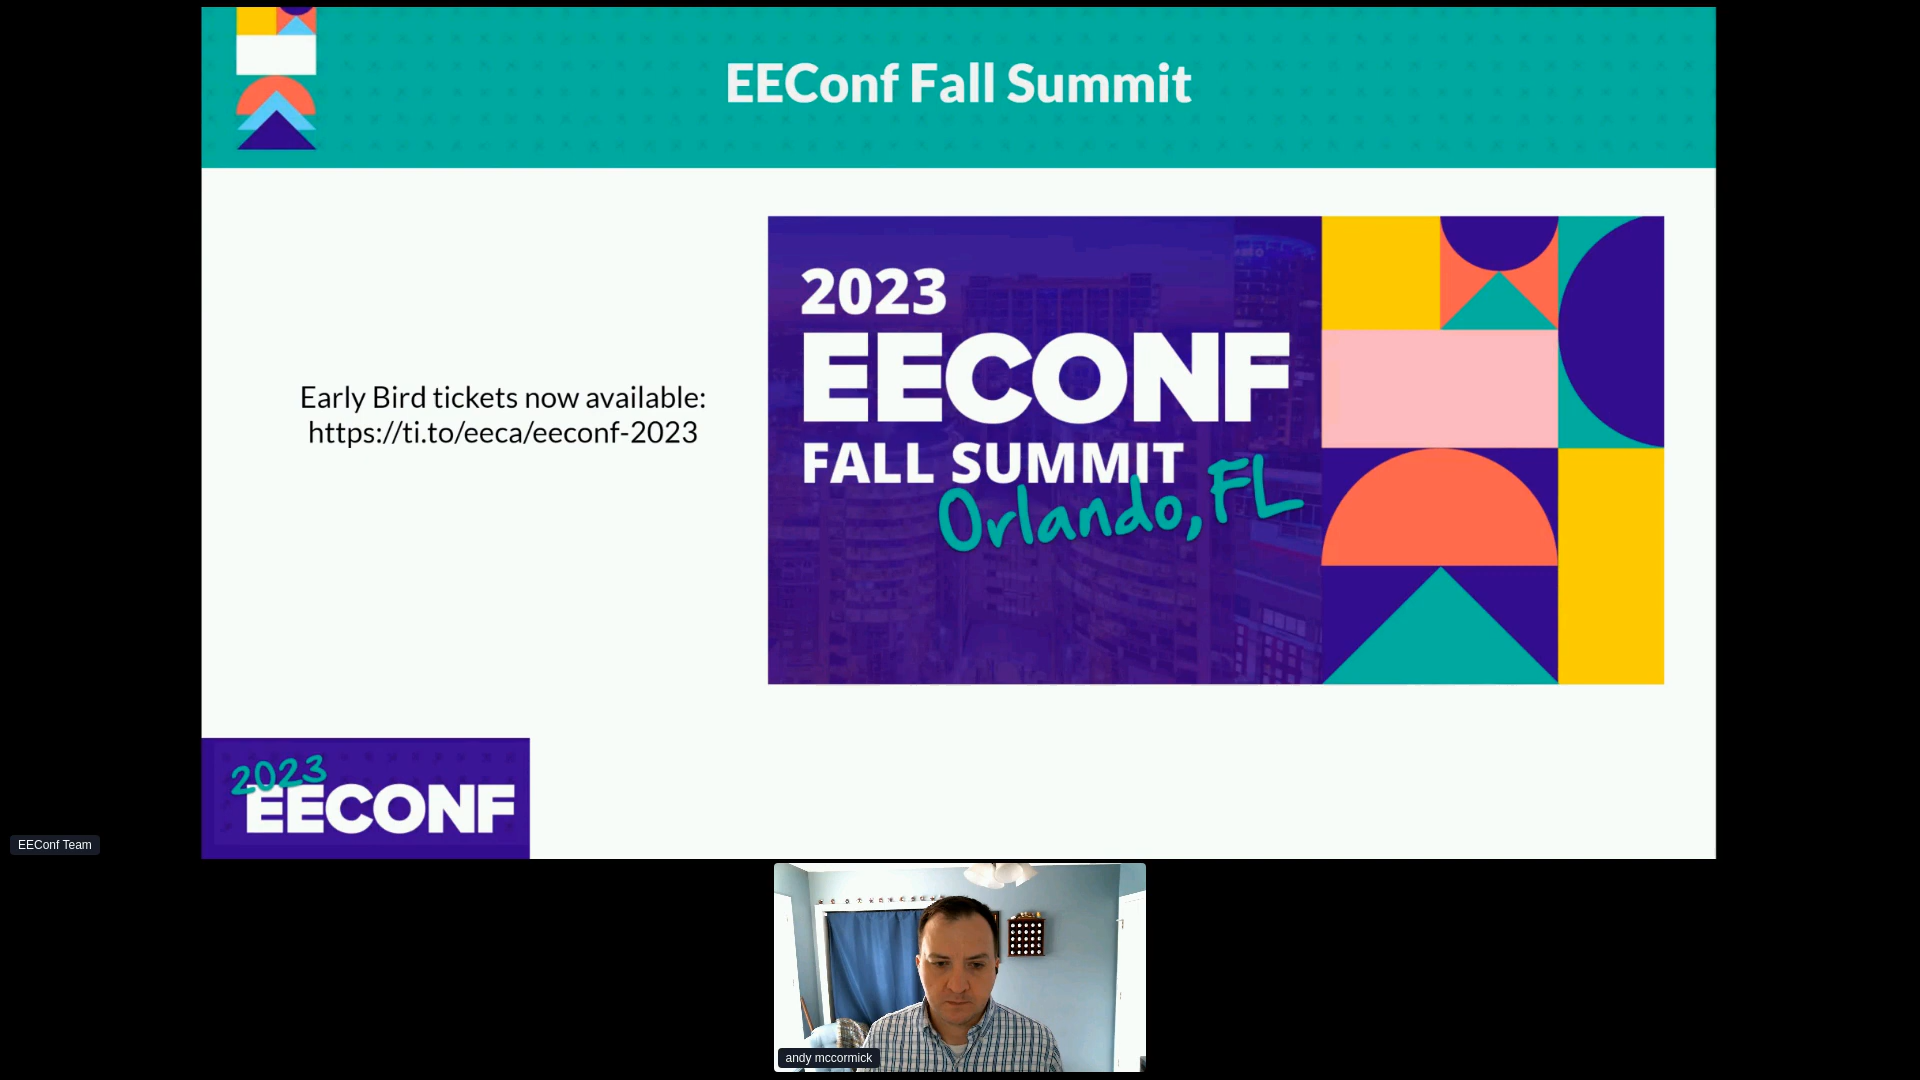 EEConf Fall Summit
Early Bird tickets now available:
https://ti.to/eeca/eeconf-2023
2023
EECONF
FALL SUMMIT
Orlando, FL
2023
EECONF
EEConf Team
andy mccormick